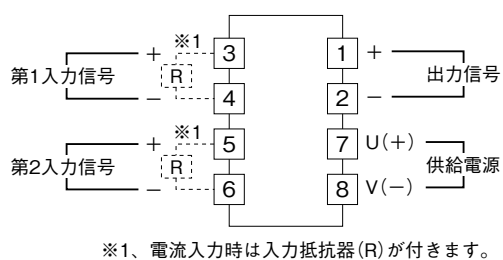 ※1
+ 3 1 +
第1入力信号 R 出力信号
− 4 2 −
※1
+ 5 7 U(+)
第2入力信号 R 供給電源
− 6 8 V(−)
※1、電流入力時は入力抵抗器(R)が付きます。